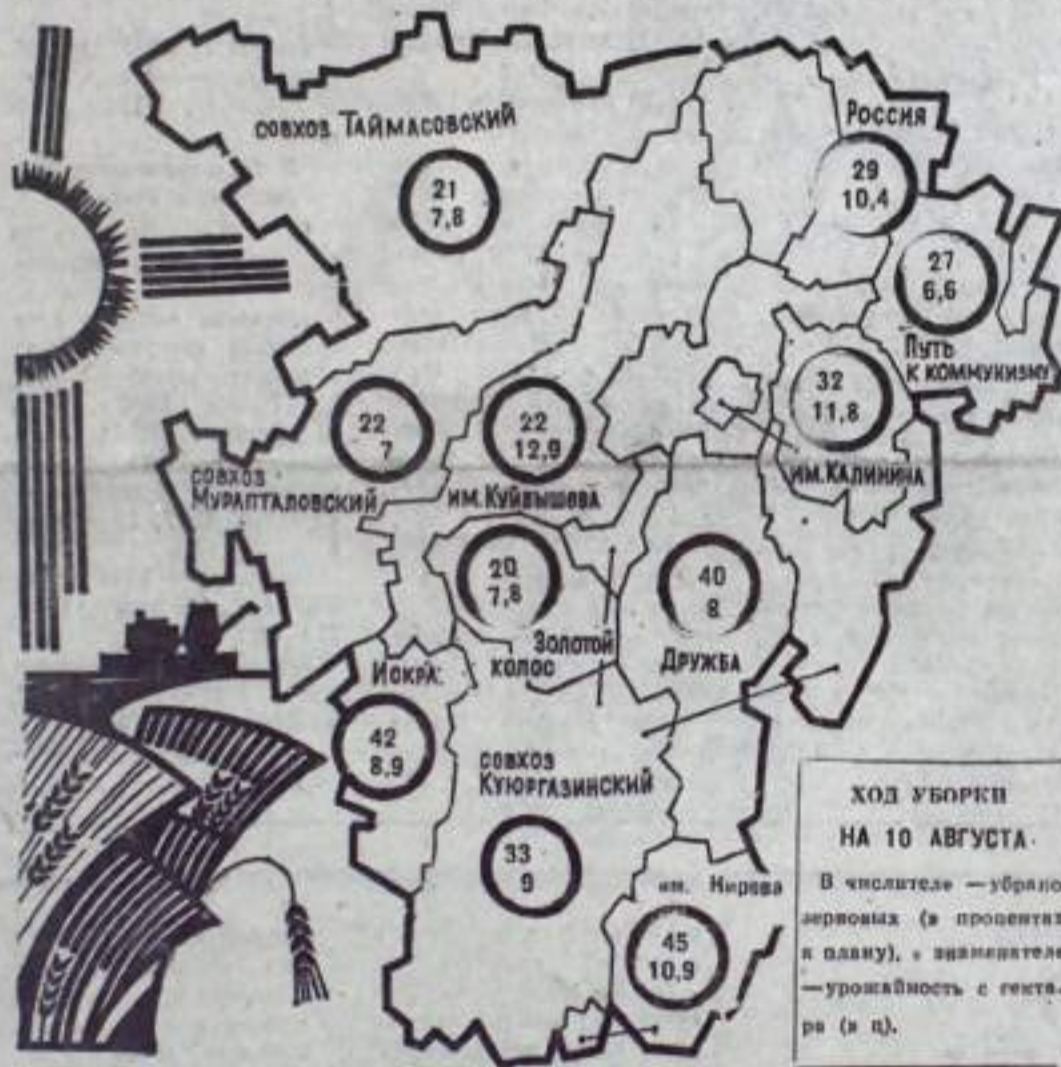 совхоз Таймасовский
21
7,8
Россия
29
10,4
27
6,6
Путь
к коммунизму
32
11,8
им. Калинина
22
7
совхоз
Мурапталовский
22
12,9
им. Куйбышева
20
7,8
Золотой
колос
40
8
Дружба
Искра
42
8,9
совхоз
Куюргазинский
33
9
им. Кирова
45
10,9
ХОД УБОРКИ
НА 10 АВГУСТА.
В числителе — убрано
зерновых (в процентах
к плану), в знаменателе
— урожайность с гекта-
ра (в ц).